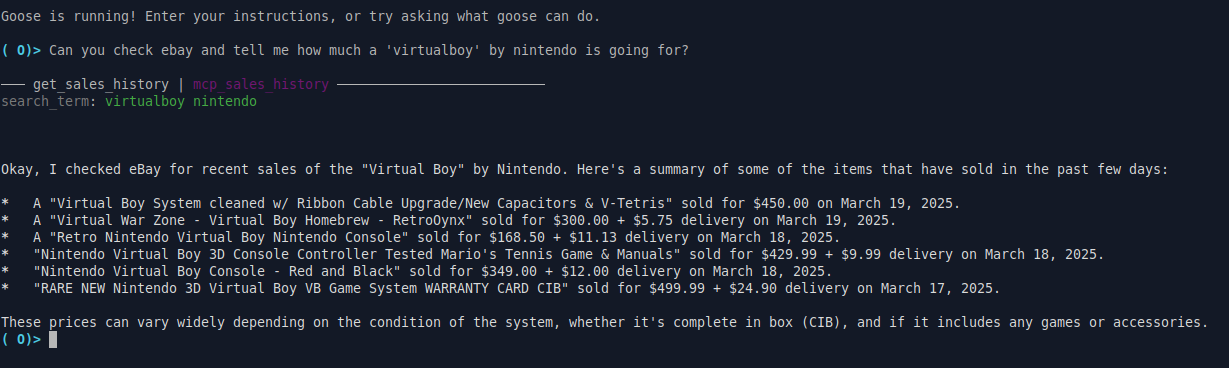 Goose is running! Enter your instructions, or try asking what goose can do.
( O)> Can you check ebay and tell me how much a 'virtualboy' by nintendo is going for?
─── get_sales_history | mcp_sales_history ──────────────────────────
search_term: virtualboy nintendo
Okay, I checked eBay for recent sales of the "Virtual Boy" by Nintendo. Here's a summary of some of the items that have sold in the past few days:
* A "Virtual Boy System cleaned w/ Ribbon Cable Upgrade/New Capacitors & V-Tetris" sold for $450.00 on March 19, 2025.
* A "Virtual War Zone - Virtual Boy Homebrew - RetroOynx" sold for $300.00 + $5.75 delivery on March 19, 2025.
* A "Retro Nintendo Virtual Boy Nintendo Console" sold for $168.50 + $11.13 delivery on March 18, 2025.
* "Nintendo Virtual Boy 3D Console Controller Tested Mario's Tennis Game & Manuals" sold for $429.99 + $9.99 delivery on March 18, 2025.
* "Nintendo Virtual Boy Console - Red and Black" sold for $349.00 + $12.00 delivery on March 18, 2025.
* "RARE NEW Nintendo 3D Virtual Boy VB Game System WARRANTY CARD CIB" sold for $499.99 + $24.90 delivery on March 17, 2025.
These prices can vary widely depending on the condition of the system, whether it's complete in box (CIB), and if it includes any games or accessories.
( O)>